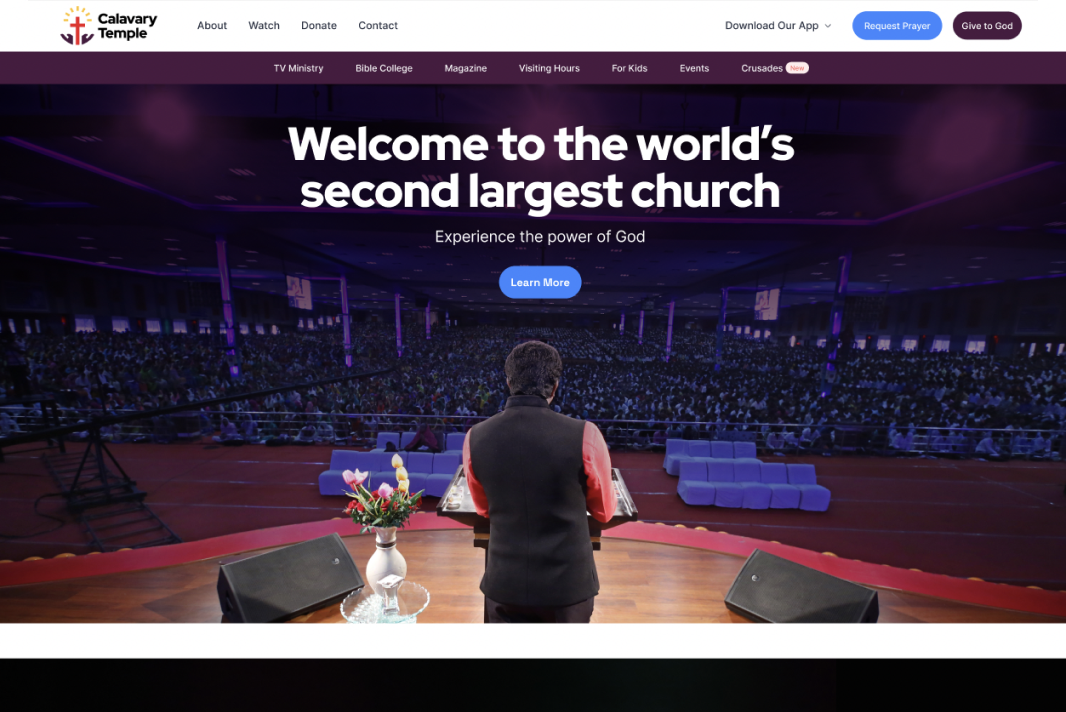 Calavary
Temple
About
Watch
Donate
Contact
Download Our App
Request Prayer
Give to God
TV Ministry
Bible College
Magazine
Visiting Hours
For Kids
Events
Crusades New
Welcome to the world’s
second largest church
Experience the power of God
Learn More